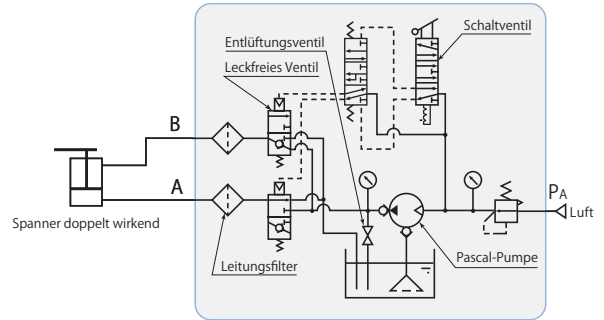 Entlüftungsventil
Schaltventil
Leckfreies Ventil
B
A
PA
Luft
Spanner doppelt wirkend
Pascal-Pumpe
Leitungsfilter